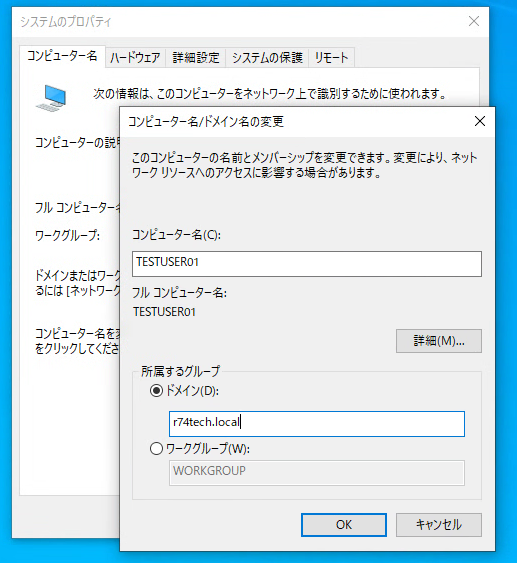 システムのプロパティ
コンピューター名 ハードウェア 詳細設定 システムの保護 リモート
次の情報は、このコンピューターをネットワーク上で識別するために使われます。
コンピューターの説
フル コンピューター
ワークグループ:
ドメインまたはワーク
るには [ネットワーク
コンピューター名を
をクリックしてくださ
コンピューター名/ドメイン名の変更
このコンピューターの名前とメンバーシップを変更できます。変更により、ネット
ワーク リソースへのアクセスに影響する場合があります。
コンピューター名(C):
TESTUSER01
フル コンピューター名:
TESTUSER01
詳細(M)...
所属するグループ
ドメイン(D):
r74tech.local
ワークグループ(W):
WORKGROUP
OK
キャンセル